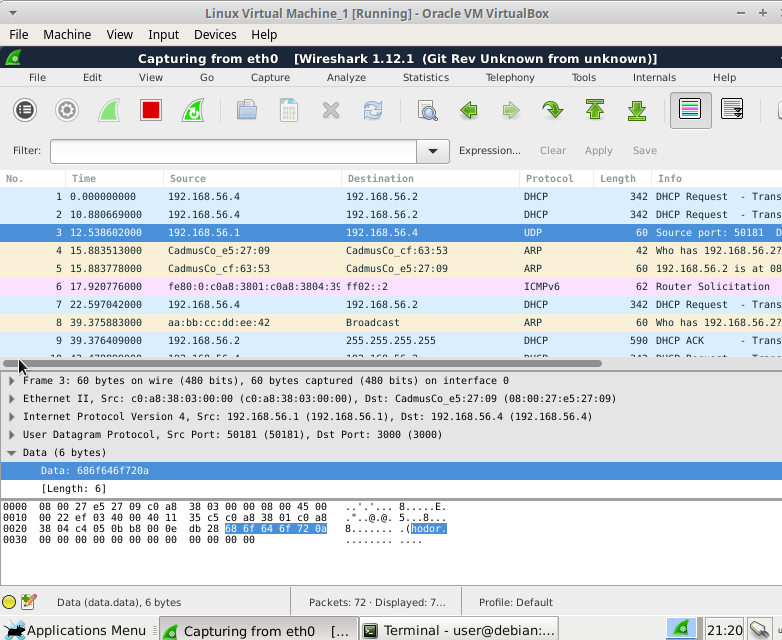 Linux Virtual Machine_1 [Running] - Oracle VM VirtualBox
File Machine View Input Devices Help
Capturing from eth0 [Wireshark 1.12.1 (Git Rev Unknown from unknown)]
File Edit View Go Capture Analyze Statistics Telephony Tools Internals Help
Filter: Expression... Clear Apply Save
No. Time Source Destination Protocol Length Info
1 0.000000000 192.168.56.4 192.168.56.2 DHCP 342 DHCP Request - Trans
2 10.880669000 192.168.56.4 192.168.56.2 DHCP 342 DHCP Request - Trans
3 12.538602000 192.168.56.1 192.168.56.4 UDP 60 Source port: 50181 D
4 15.883513000 CadmusCo_e5:27:09 CadmusCo_cf:63:53 ARP 42 Who has 192.168.56.2?
5 15.883778000 CadmusCo_cf:63:53 CadmusCo_e5:27:09 ARP 60 192.168.56.2 is at 08
6 17.920776000 fe80:0:c0a8:3801:c0a8:3804:39 ff02::2 ICMPv6 62 Router Solicitation
7 22.597042000 192.168.56.4 192.168.56.2 DHCP 342 DHCP Request - Trans
8 39.375883000 aa:bb:cc:dd:ee:42 Broadcast ARP 60 Who has 192.168.56.2?
9 39.376409000 192.168.56.2 255.255.255.255 DHCP 590 DHCP ACK - Trans
Frame 3: 60 bytes on wire (480 bits), 60 bytes captured (480 bits) on interface 0
Ethernet II, Src: c0:a8:38:03:00:00 (c0:a8:38:03:00:00), Dst: CadmusCo_e5:27:09 (08:00:27:e5:27:09)
Internet Protocol Version 4, Src: 192.168.56.1 (192.168.56.1), Dst: 192.168.56.4 (192.168.56.4)
User Datagram Protocol, Src Port: 50181 (50181), Dst Port: 3000 (3000)
Data (6 bytes)
Data: 686f646f720a
[Length: 6]
0000 08 00 27 e5 27 09 c0 a8 38 03 00 00 08 00 45 00 ..'.'... 8.....E.
0010 00 22 ef 03 40 00 40 11 35 c5 c0 a8 38 01 c0 a8 ."..@.@. 5...8...
0020 38 04 c4 05 0b b8 00 0e db 28 68 6f 64 6f 72 0a 8....... .(hodor.
0030 00 00 00 00 00 00 00 00 00 00 00 00 ........ ....
Data (data.data), 6 bytes Packets: 72 · Displayed: 7... Profile: Default
Applications Menu Capturing from eth0 [... Terminal - user@debian:... 21:20